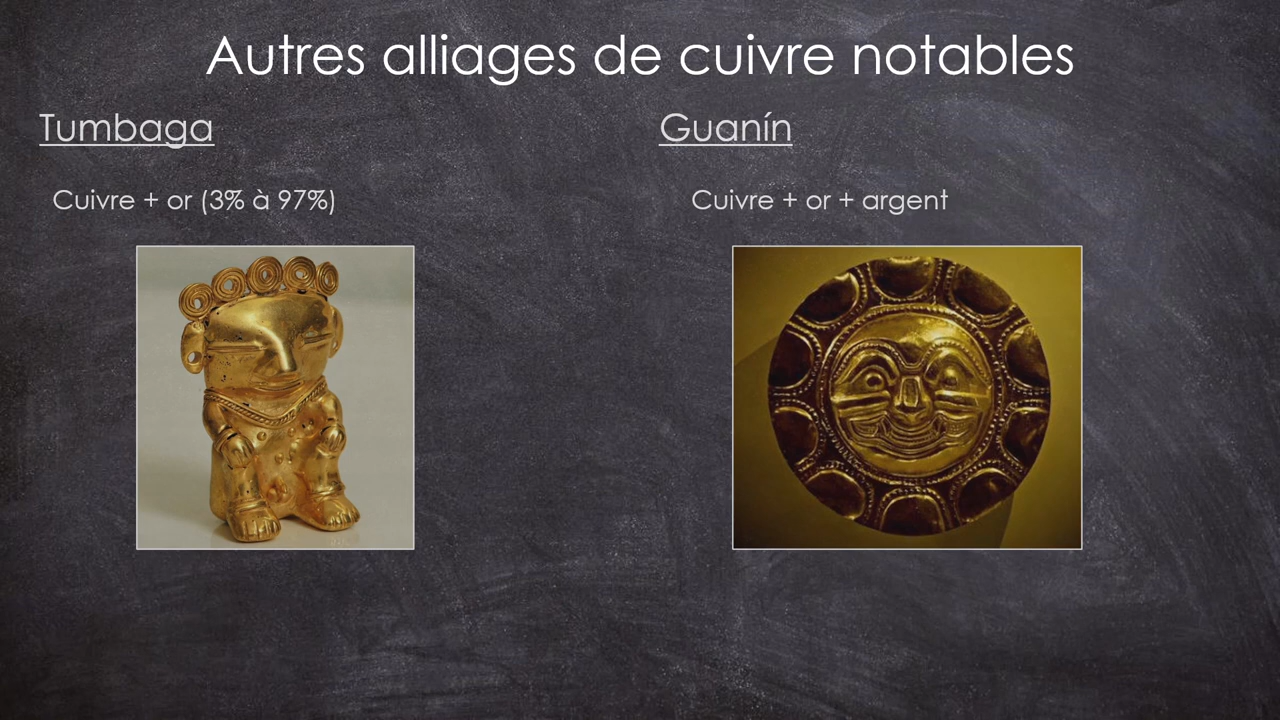 Autres alliages de cuivre notables
Tumbaga
Cuivre + or (3% à 97%)
Guanín
Cuivre + or + argent